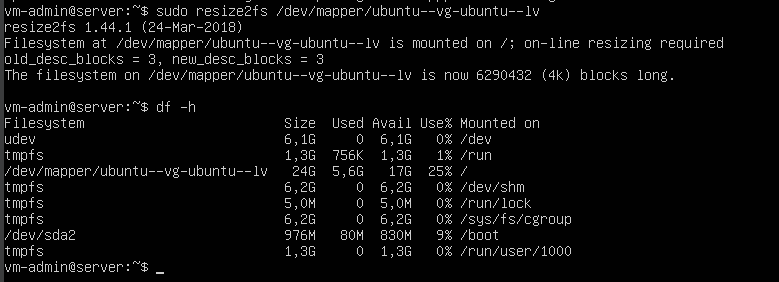 vm-admin@server:~$ sudo resize2fs /dev/mapper/ubuntu--vg-ubuntu--lv
resize2fs 1.44.1 (24-Mar-2018)
Filesystem at /dev/mapper/ubuntu--vg-ubuntu--lv is mounted on /; on-line resizing required
old_desc_blocks = 3, new_desc_blocks = 3
The filesystem on /dev/mapper/ubuntu--vg-ubuntu--lv is now 6290432 (4k) blocks long.

vm-admin@server:~$ df -h
Filesystem                         Size  Used Avail Use% Mounted on
udev                               6,1G     0  6,1G   0% /dev
tmpfs                              1,3G  756K  1,3G   1% /run
/dev/mapper/ubuntu--vg-ubuntu--lv   24G  5,6G   17G  25% /
tmpfs                              6,2G     0  6,2G   0% /dev/shm
tmpfs                              5,0M     0  5,0M   0% /run/lock
tmpfs                              6,2G     0  6,2G   0% /sys/fs/cgroup
/dev/sda2                          976M   80M  830M   9% /boot
tmpfs                              1,3G     0  1,3G   0% /run/user/1000
vm-admin@server:~$ _